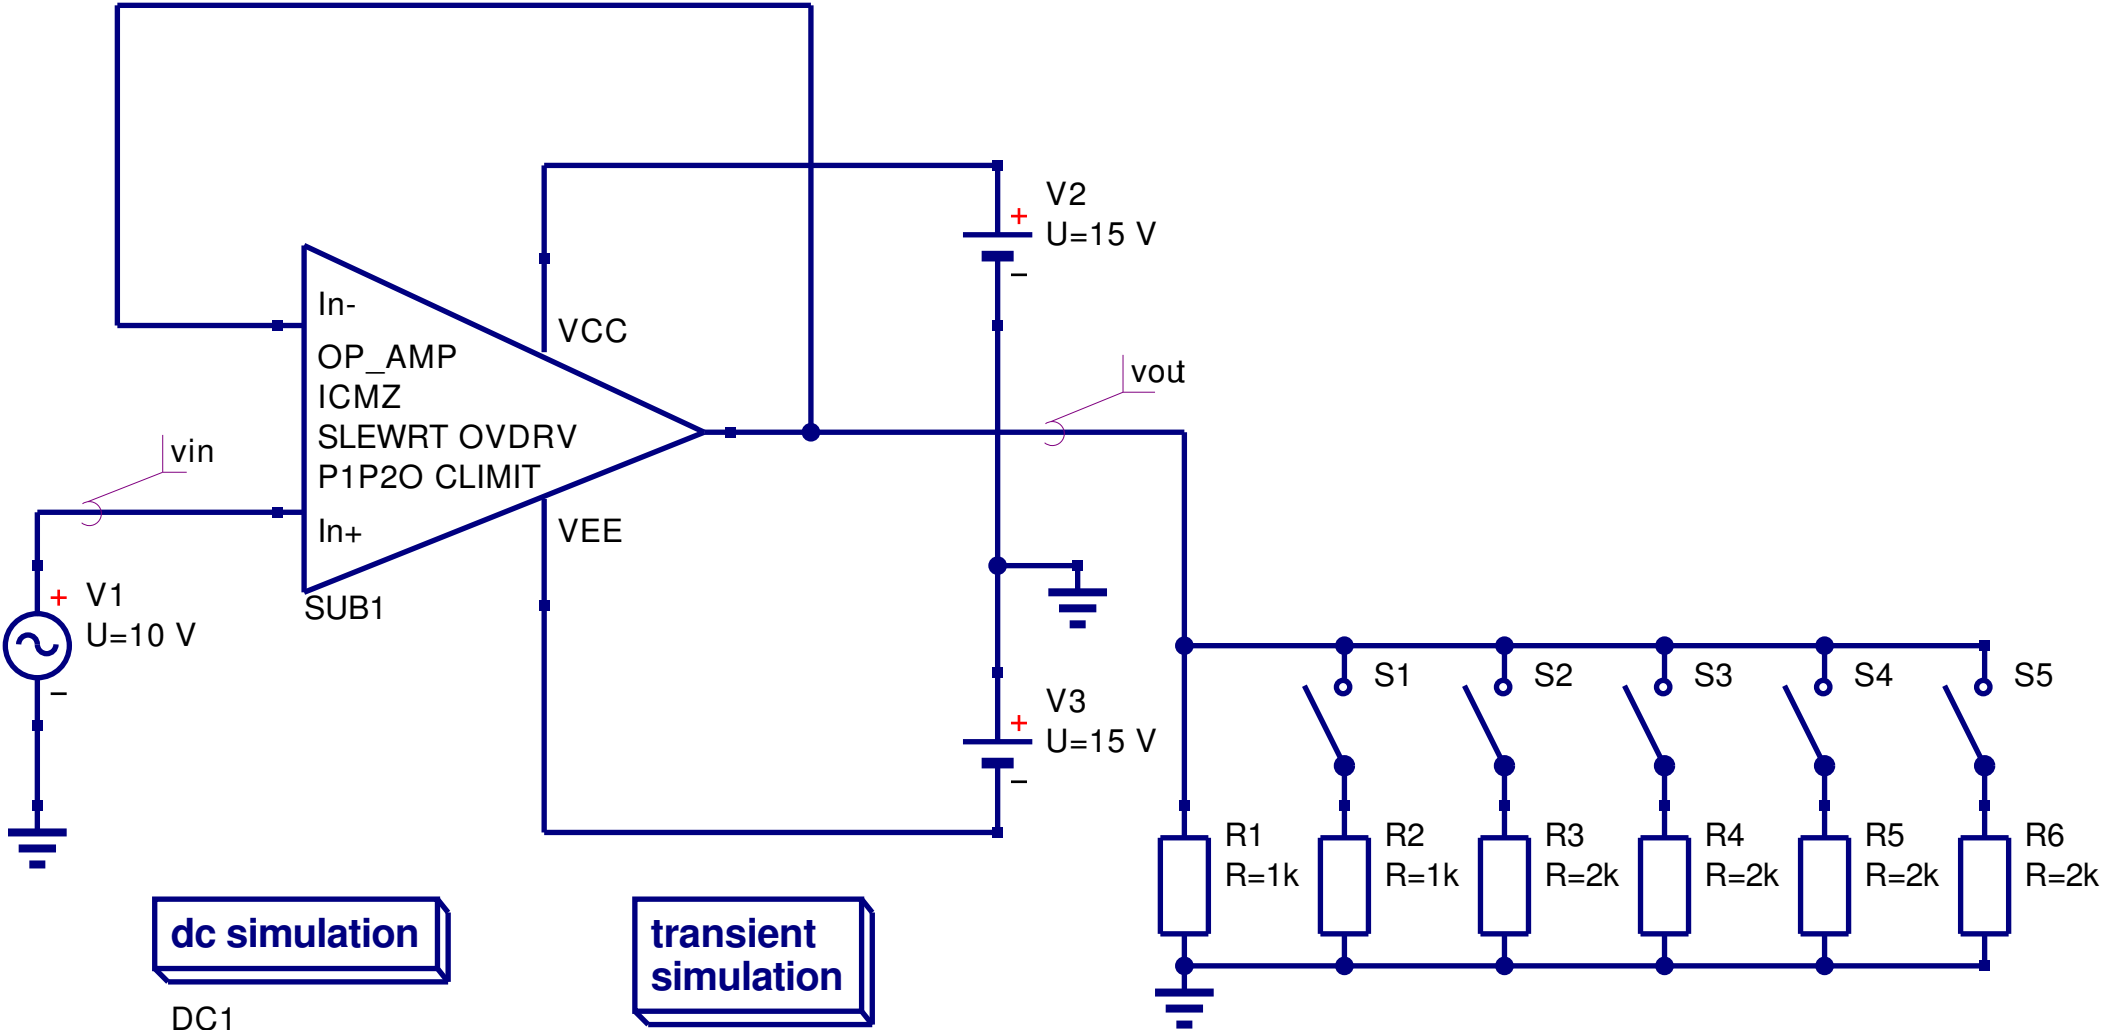 V2
+
U=15 V
–
In-
VCC
OP_AMP
ICMZ
SLEWRT OVDRV
P1P2O CLIMIT
vout
vin
In+
VEE
SUB1
+
V1
U=10 V
–
V3
+
U=15 V
–
S1
S2
S3
S4
S5
R1
R=1k
R2
R=1k
R3
R=2k
R4
R=2k
R5
R=2k
R6
R=2k
dc simulation
DC1
transient
simulation